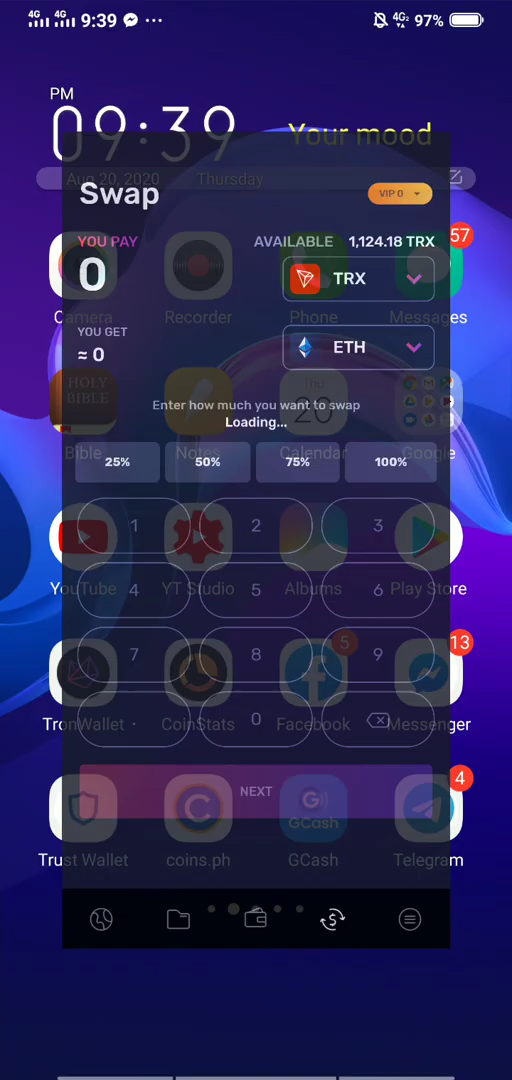 4G 4G 9:39 ... 4G2 97%
PM
09:39 Your mood
Aug 20, 2020 Thursday
Swap VIP 0
YOU PAY AVAILABLE 1,124.18 TRX 57
0 TRX
Camera Recorder Phone Messages
YOU GET
≈ 0 ETH
HOLY
BIBLE
Thu
20
Enter how much you want to swap
Loading...
Bible Notes Calendar Google
25% 50% 75% 100%
1 2 3
YouTube YT Studio Albums Play Store
4 5 6
5 13
7 8 9
TronWallet CoinStats Facebook Messenger
. 0
NEXT 4
G)
GCash
Trust Wallet coins.ph GCash Telegram